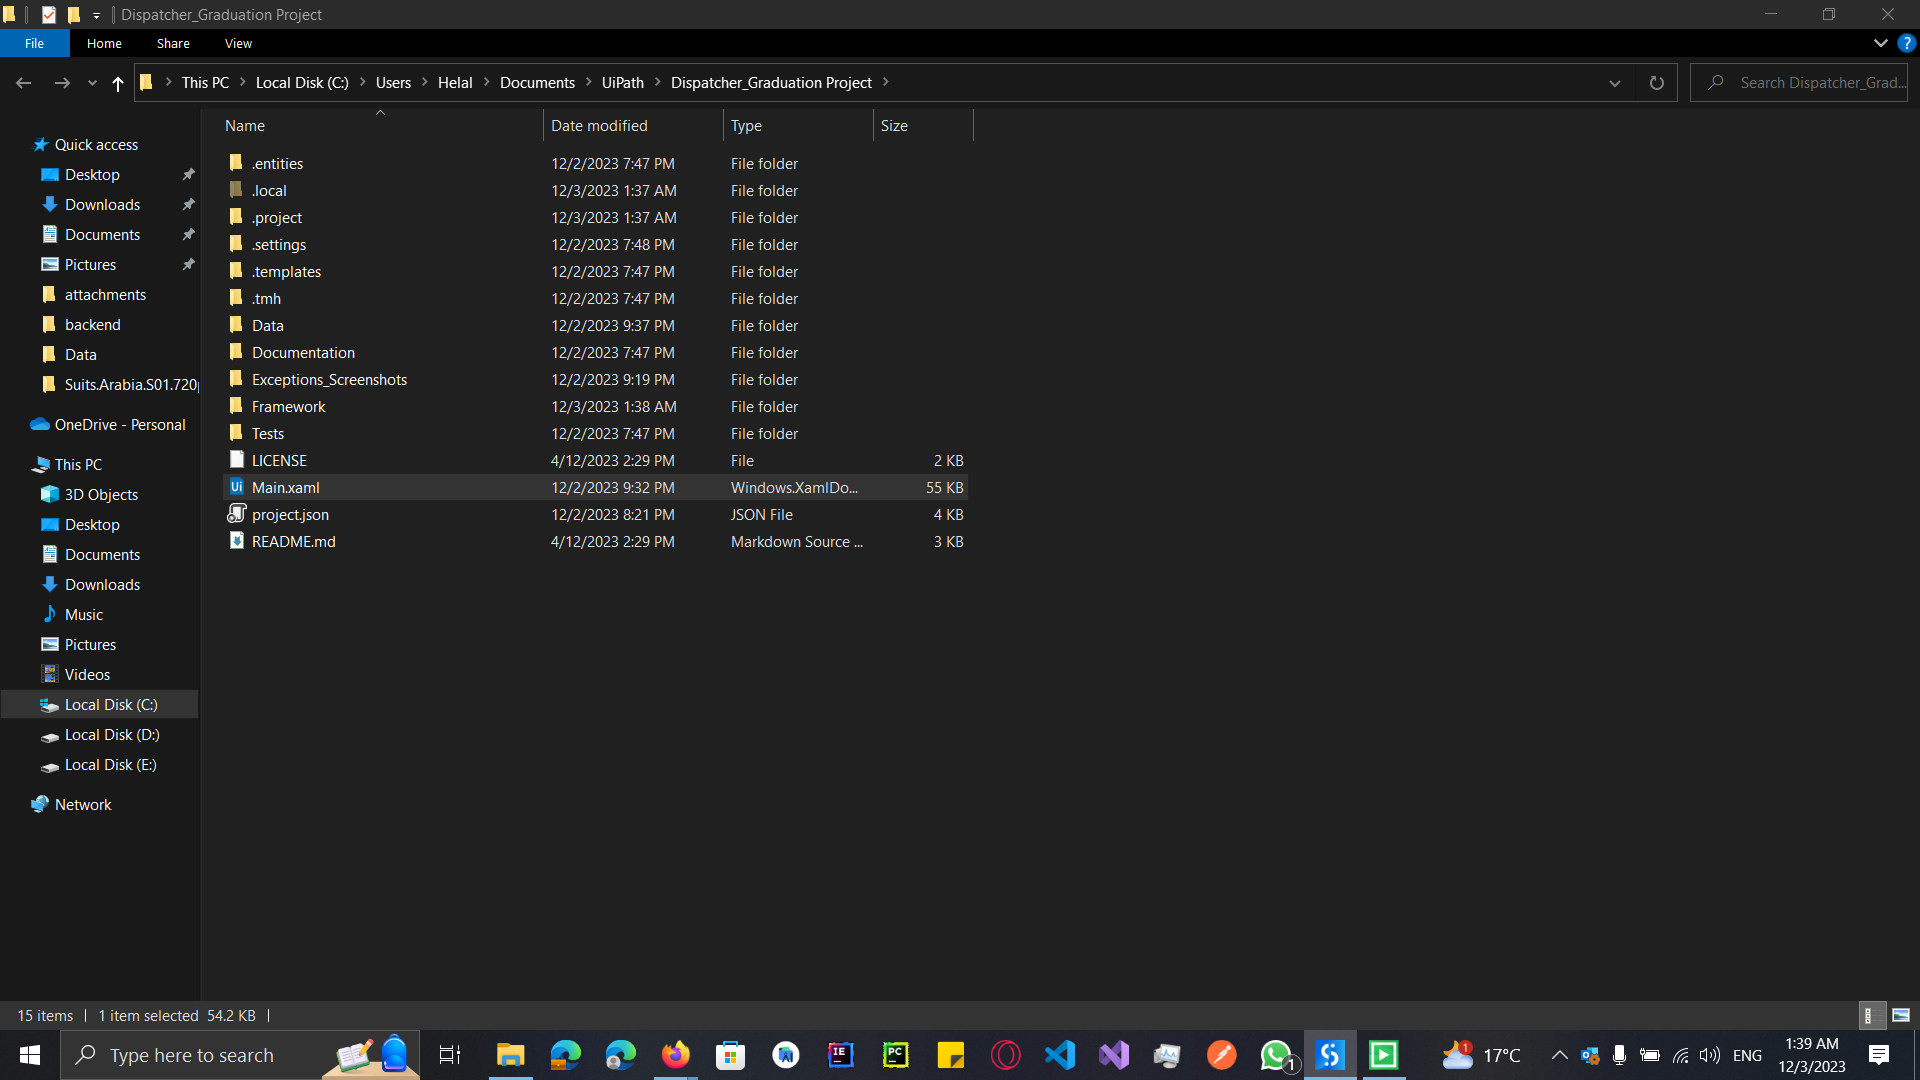 Dispatcher_Graduation Project
File Home Share View
This PC Local Disk (C:) Users Helal Documents UiPath Dispatcher_Graduation Project Search Dispatcher_Grad...
Name Date modified Type Size
.entities 12/2/2023 7:47 PM File folder
.local 12/3/2023 1:37 AM File folder
.project 12/3/2023 1:37 AM File folder
.settings 12/2/2023 7:48 PM File folder
.templates 12/2/2023 7:47 PM File folder
.tmh 12/2/2023 7:47 PM File folder
Data 12/2/2023 9:37 PM File folder
Documentation 12/2/2023 7:47 PM File folder
Exceptions_Screenshots 12/2/2023 9:19 PM File folder
Framework 12/3/2023 1:38 AM File folder
Tests 12/2/2023 7:47 PM File folder
LICENSE 4/12/2023 2:29 PM File 2 KB
Main.xaml 12/2/2023 9:32 PM Windows.XamlDo... 55 KB
project.json 12/2/2023 8:21 PM JSON File 4 KB
README.md 4/12/2023 2:29 PM Markdown Source ... 3 KB
Quick access
Desktop
Downloads
Documents
Pictures
attachments
backend
Data
Suits.Arabia.S01.720p
OneDrive - Personal
This PC
3D Objects
Desktop
Documents
Downloads
Music
Pictures
Videos
Local Disk (C:)
Local Disk (D:)
Local Disk (E:)
Network
15 items 1 item selected 54.2 KB
Type here to search IE PC 1 1 17°C ENG 1:39 AM
12/3/2023